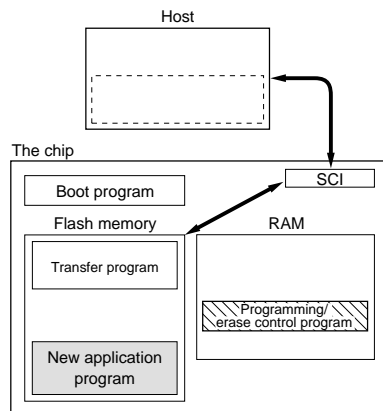 Host
The chip
Boot program
SCI
Flash memory
RAM
Transfer program
Programming/
erase control program
New application
program